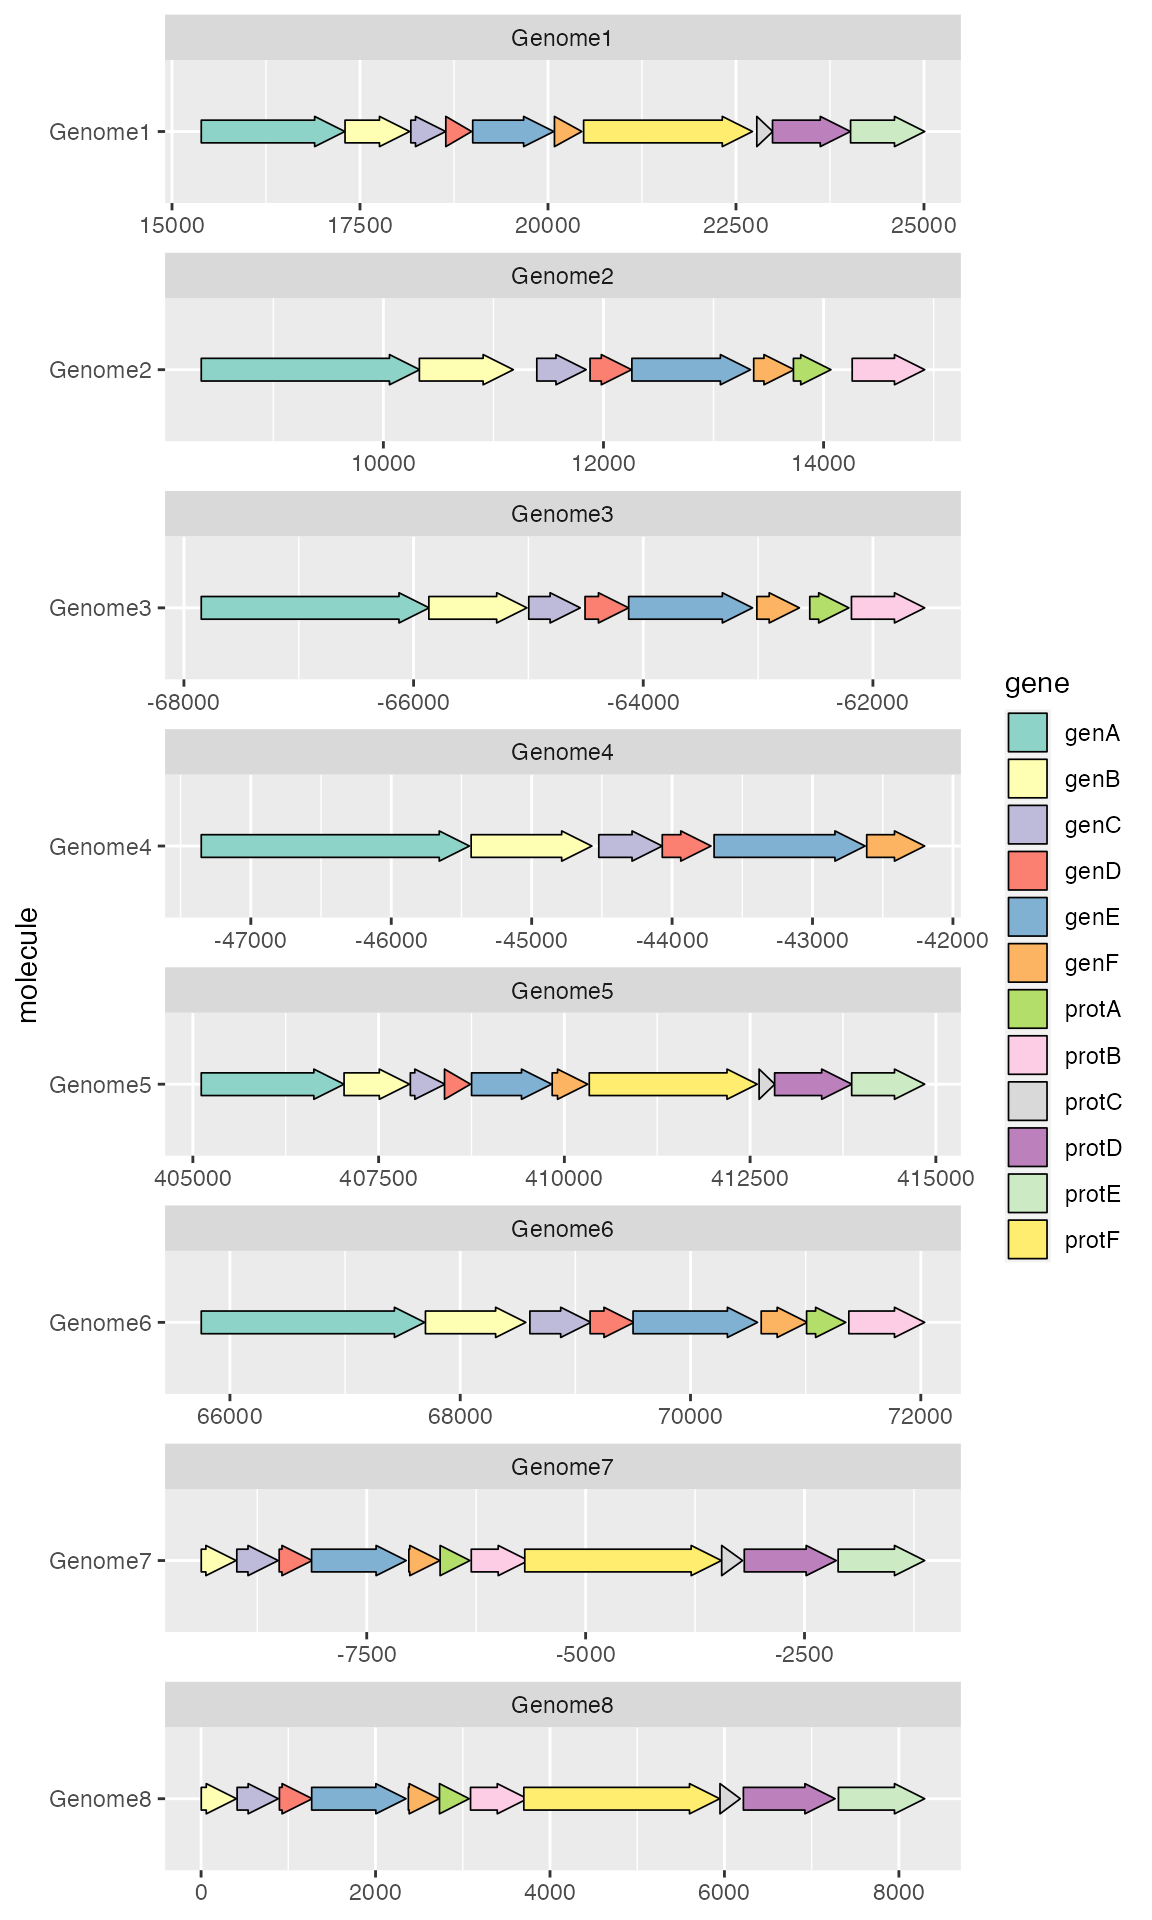 Genome1
Genome1
15000 17500 20000 22500 25000
Genome2
Genome2
10000 12000 14000
Genome3
Genome3
-68000 -66000 -64000 -62000
Genome4
Genome4
-47000 -46000 -45000 -44000 -43000 -42000
Genome5
Genome5
405000 407500 410000 412500 415000
Genome6
Genome6
66000 68000 70000 72000
Genome7
Genome7
-7500 -5000 -2500
Genome8
Genome8
0 2000 4000 6000 8000
molecule
gene
genA
genB
genC
genD
genE
genF
protA
protB
protC
protD
protE
protF